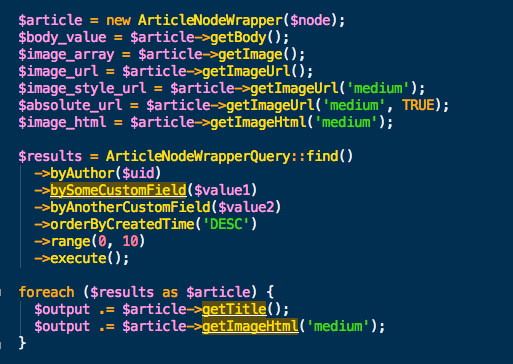 $article = new ArticleNodeWrapper($node);
$body_value = $article->getBody();
$image_array = $article->getImage();
$image_url = $article->getImageUrl();
$image_style_url = $article->getImageUrl('medium');
$absolute_url = $article->getImageUrl('medium', TRUE);
$image_html = $article->getImageHtml('medium');

$results = ArticleNodeWrapperQuery::find()
  ->byAuthor($uid)
  ->bySomeCustomField($value1)
  ->byAnotherCustomField($value2)
  ->orderByCreatedTime('DESC')
  ->range(0, 10)
  ->execute();

foreach ($results as $article) {
  $output .= $article->getTitle();
  $output .= $article->getImageHtml('medium');
}